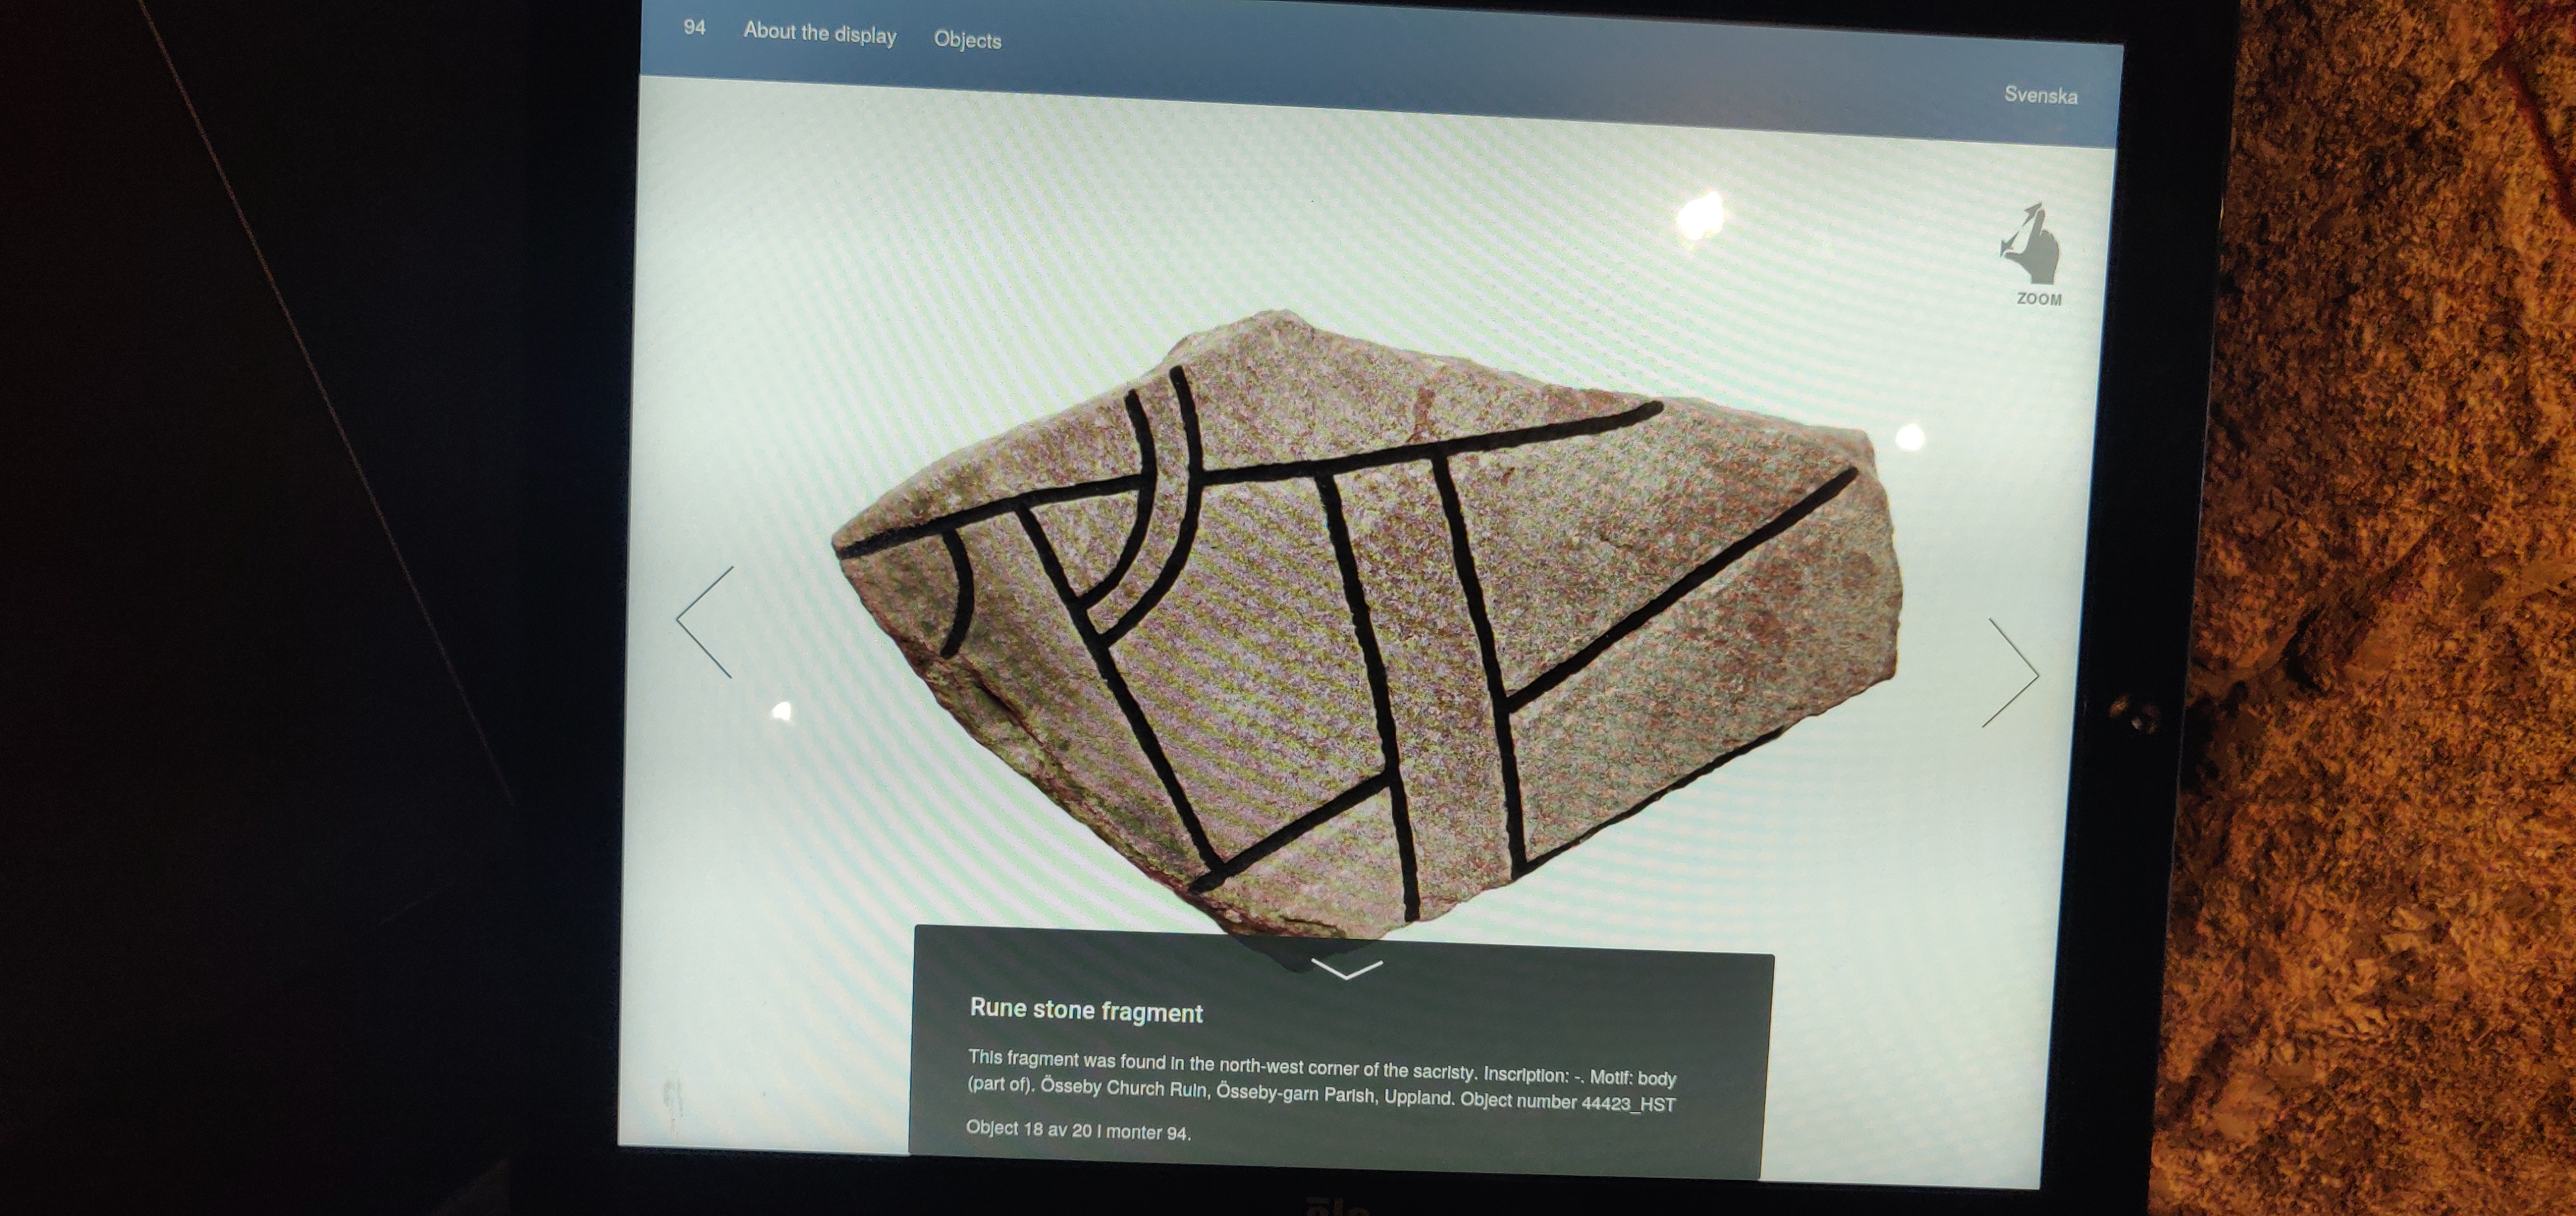 94 About the display Objects
Svenska
ZOOM
Rune stone fragment
This fragment was found in the north-west corner of the sacristy. Inscription: -. Motif: body
(part of). Össeby Church Ruin, Össeby-garn Parish, Uppland. Object number 44423_HST
Object 18 av 20 i monter 94.